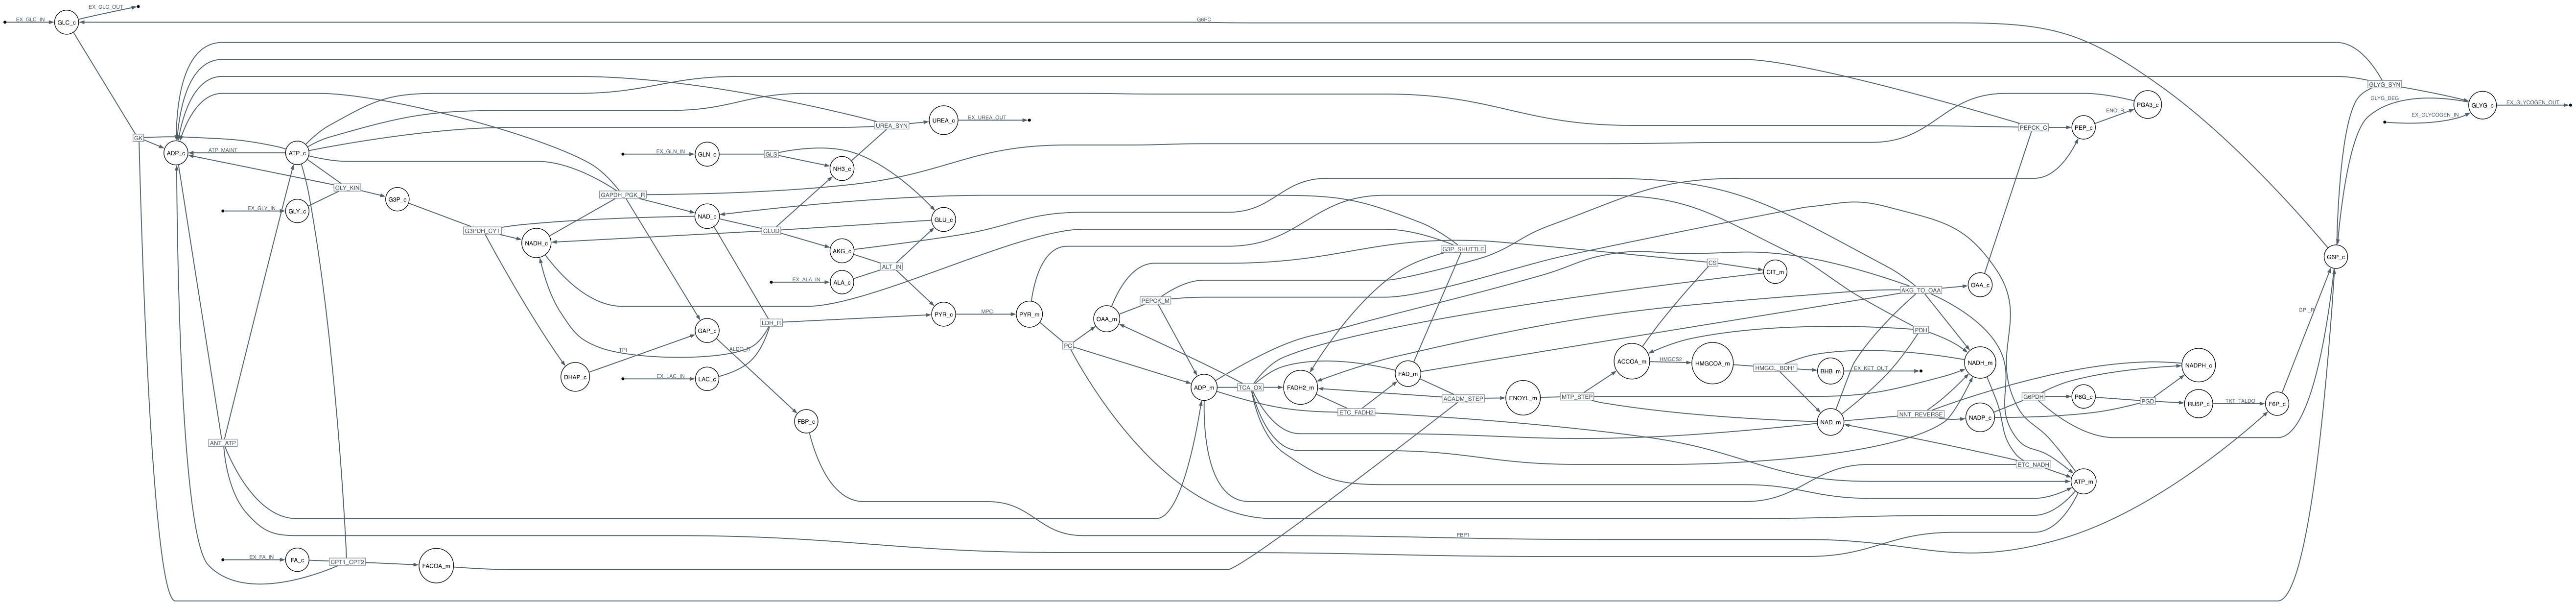 EX_GLC_OUT
EX_GLC_IN
GLC_c
G6PC
GLYG_SYN
GLYG_DEG
GLYG_c
EX_GLYCOGEN_OUT
EX_GLYCOGEN_IN
ENO_R
PGA3_c
UREA_c
EX_UREA_OUT
UREA_SYN
PEPCK_C
PEP_c
GK
ADP_c
ATP_MAINT
ATP_c
EX_GLN_IN
GLN_c
GLS
NH3_c
GLY_KIN
GAPDH_PGK_R
G3P_c
EX_GLY_IN
GLY_c
NAD_c
GLU_c
G3PDH_CYT
GLUD
NADH_c
AKG_c
G3P_SHUTTLE
G6P_c
ALT_IN
CS
CIT_m
EX_ALA_IN
ALA_c
OAA_c
AKG_TO_OAA
PEPCK_M
PYR_c
MPC
PYR_m
OAA_m
GPI_R
LDH_R
GAP_c
PDH
PC
TPI
ALDO_R
ACCOA_m
HMGCS2
HMGCOA_m
HMGCL_BDH1
BHB_m
EX_KET_OUT
NADH_m
NADPH_c
DHAP_c
EX_LAC_IN
LAC_c
FAD_m
ADP_m
TCA_OX
FADH2_m
ACADM_STEP
ENOYL_m
MTP_STEP
G6PDH
P6G_c
PGD
RU5P_c
TKT_TALDO
F6P_c
ETC_FADH2
NNT_REVERSE
NADP_c
FBP_c
NAD_m
ANT_ATP
ETC_NADH
ATP_m
FBP1
EX_FA_IN
FA_c
CPT1_CPT2
FACOA_m